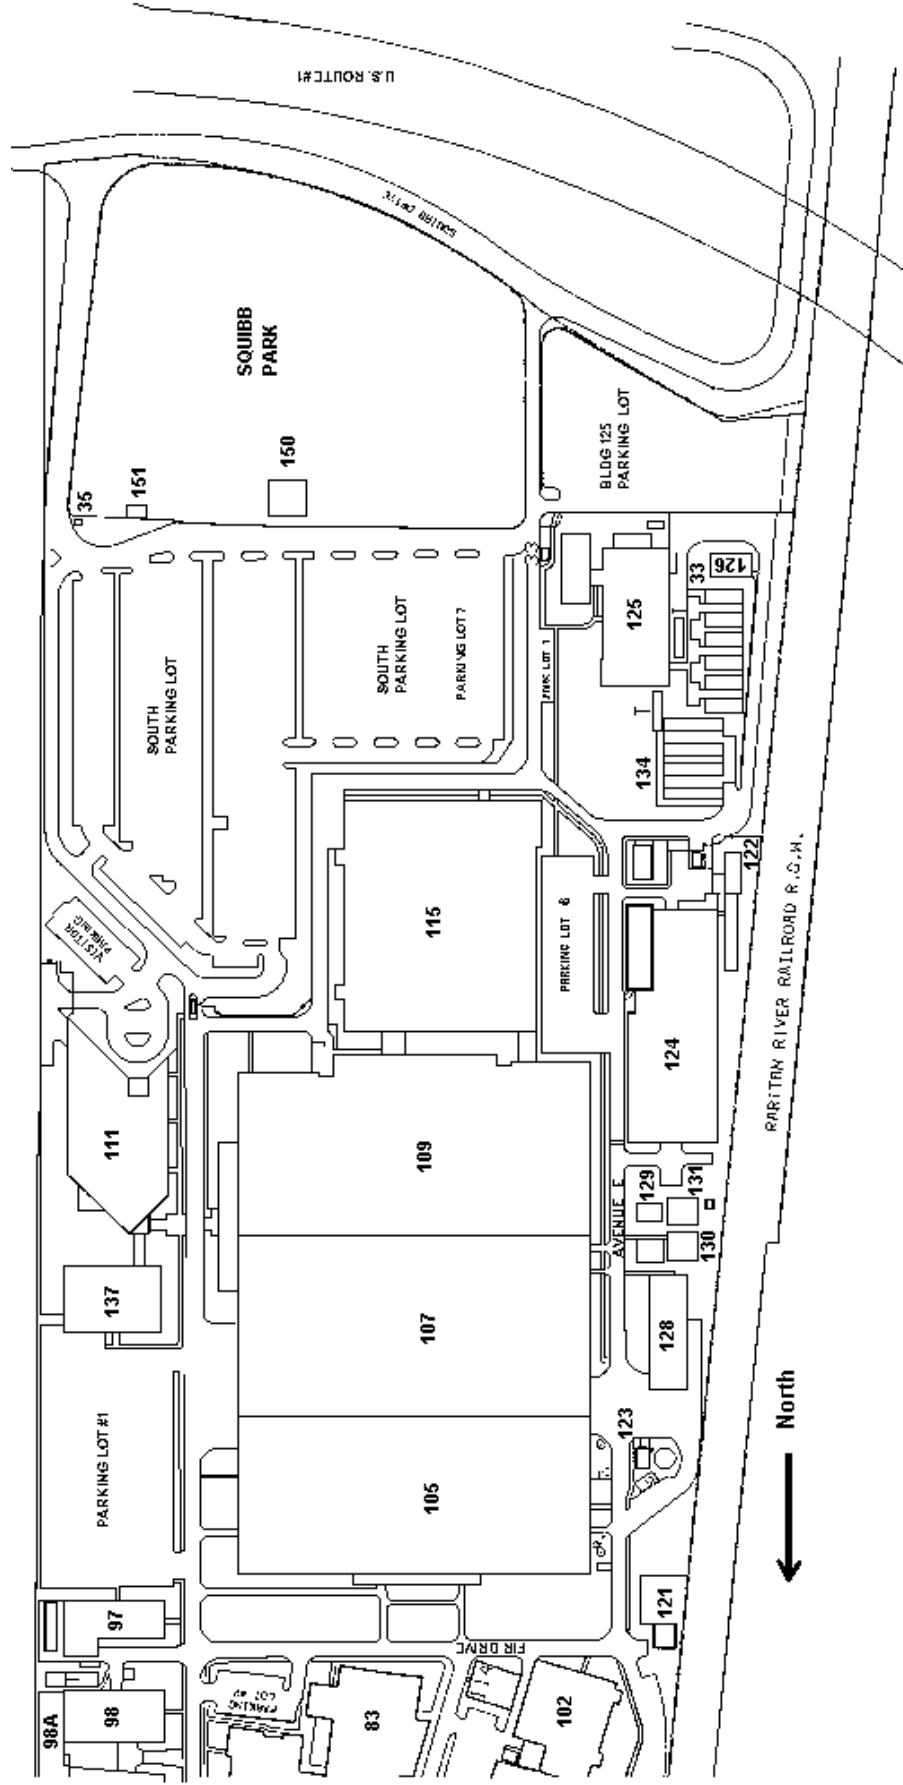 U.S. ROUTE#1
SQUIBB DRIVE
SQUIBB
PARK
35
151
150
BLDG 125
PARKING LOT
33
125
33
126
SOUTH
PARKING LOT
SOUTH
PARKING LOT
PARKING LOT 7
134
122
VISITOR
PARKING
115
PARKING LOT 6
124
RARITAN RIVER RAILROAD R.O.W.
111
109
AVENUE E
129
131
130
137
107
128
North
PARKING LOT #1
105
123
97
121
FIR DRIVE
98A
98
PARKING
83
102